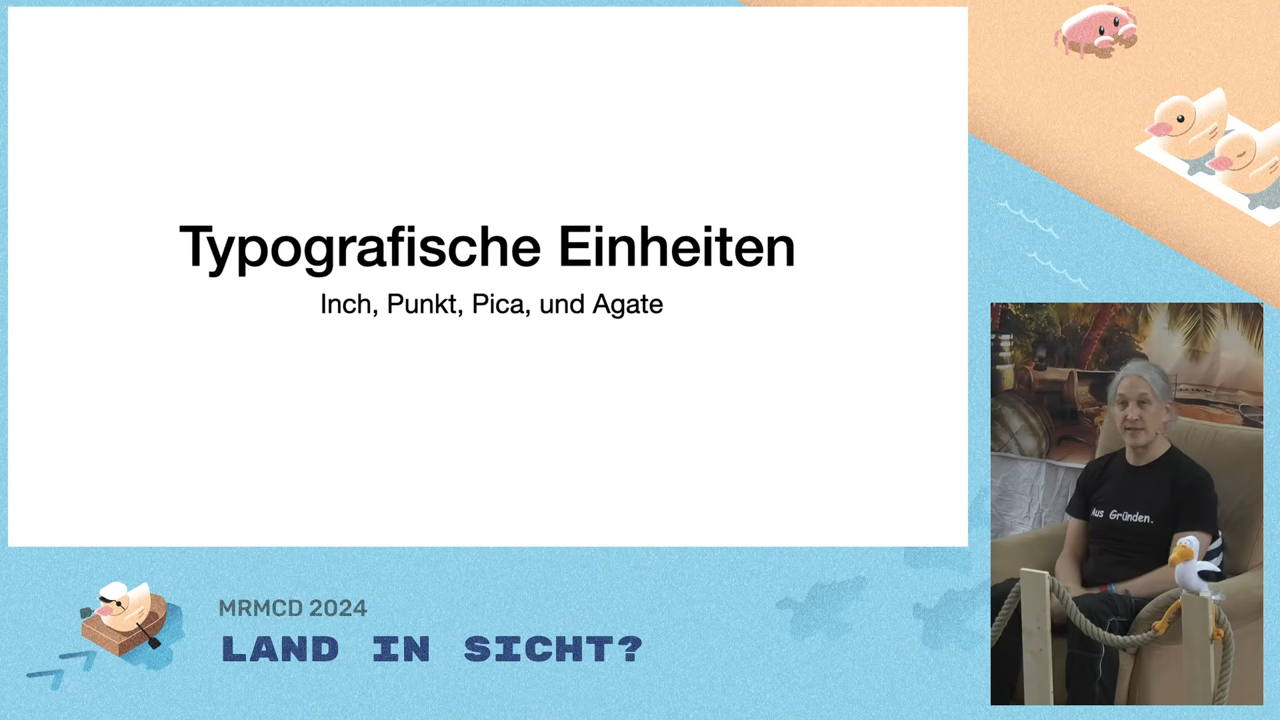 Typografische Einheiten
Inch, Punkt, Pica, und Agate
Aus Gründen.
MRMCD 2024
LAND IN SICHT?